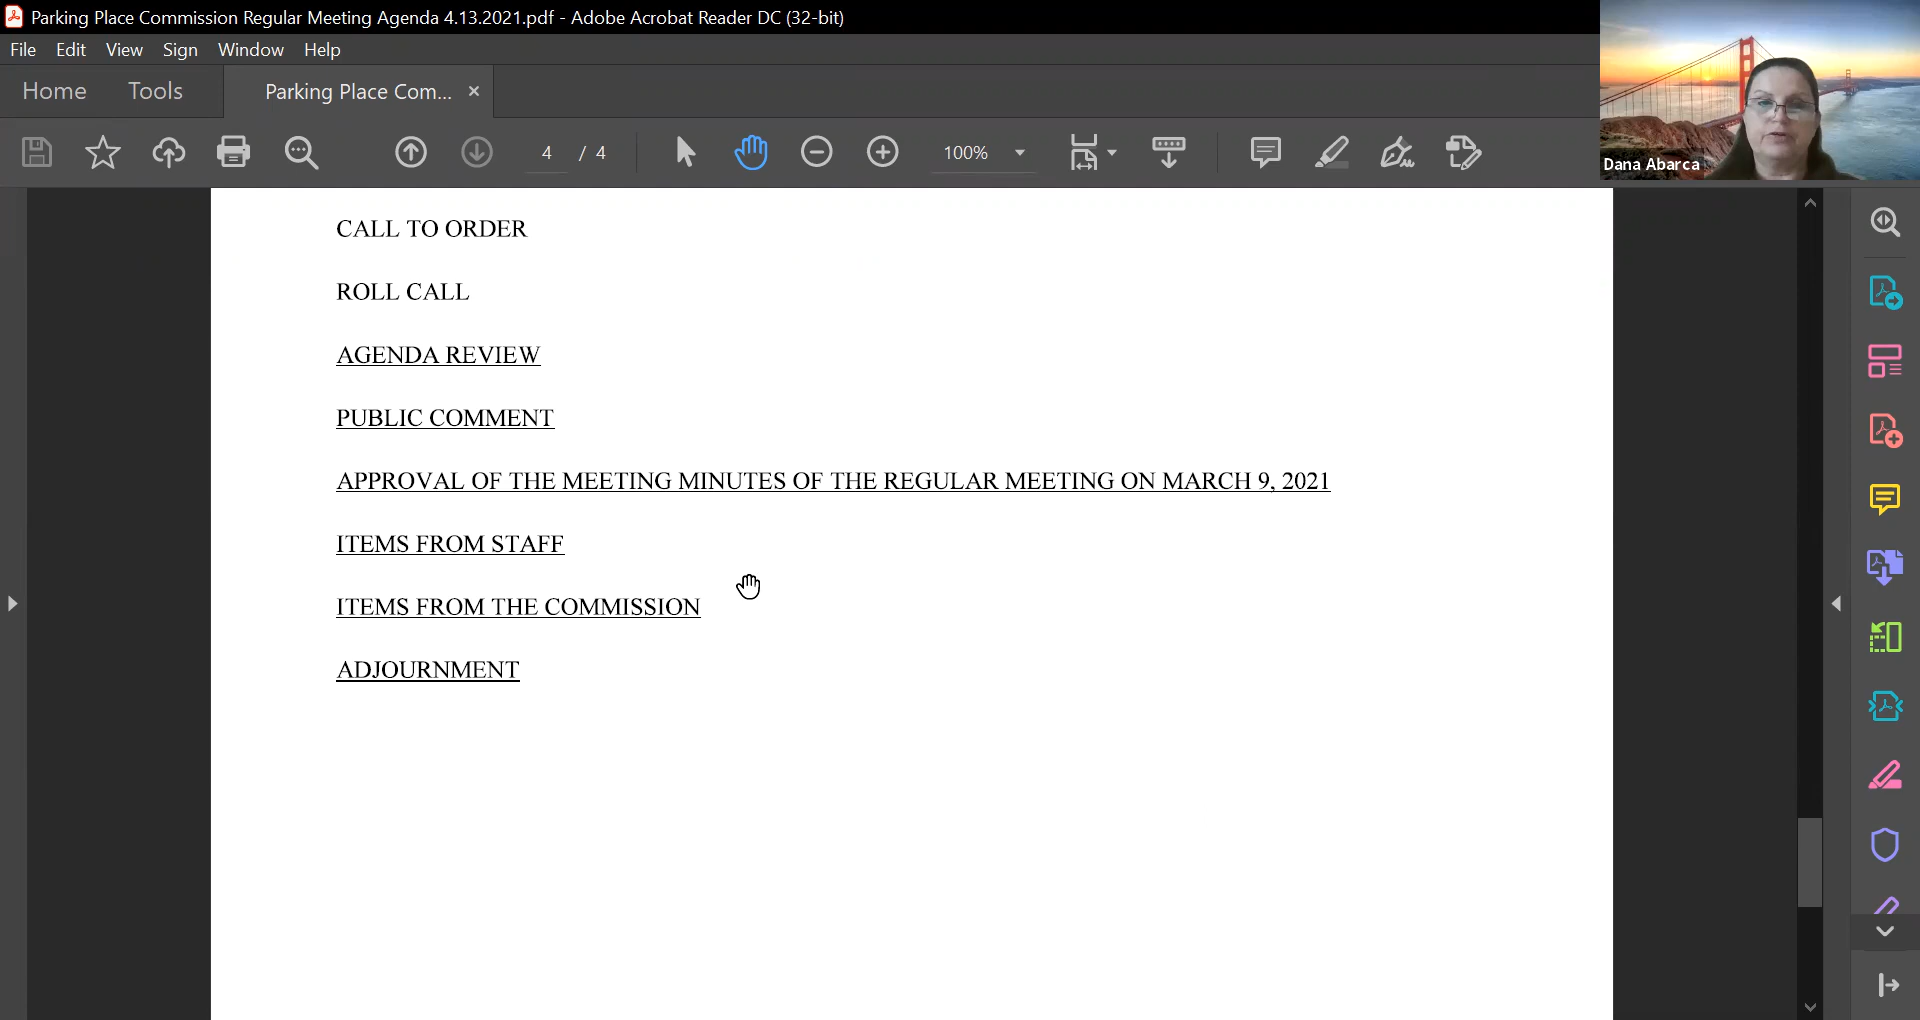 Parking Place Commission Regular Meeting Agenda 4.13.2021.pdf - Adobe Acrobat Reader DC (32-bit)
File Edit View Sign Window Help
Home Tools Parking Place Com... ×
4 / 4 100%
Dana Abarca
CALL TO ORDER
ROLL CALL
AGENDA REVIEW
PUBLIC COMMENT
APPROVAL OF THE MEETING MINUTES OF THE REGULAR MEETING ON MARCH 9, 2021
ITEMS FROM STAFF
ITEMS FROM THE COMMISSION
ADJOURNMENT